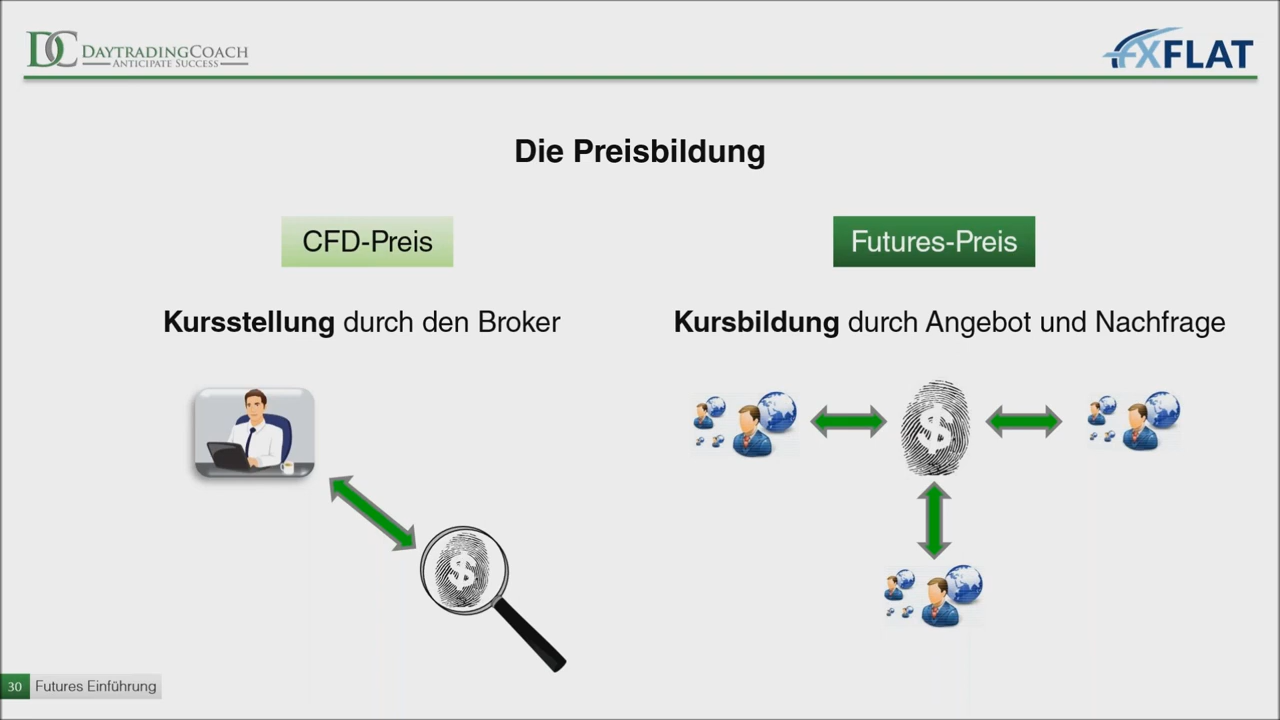 DC DAYTRADINGCOACH
ANTICIPATE SUCCESS
FXFLAT
Die Preisbildung
CFD-Preis
Futures-Preis
Kursstellung durch den Broker
Kursbildung durch Angebot und Nachfrage
$
$
30 Futures Einführung